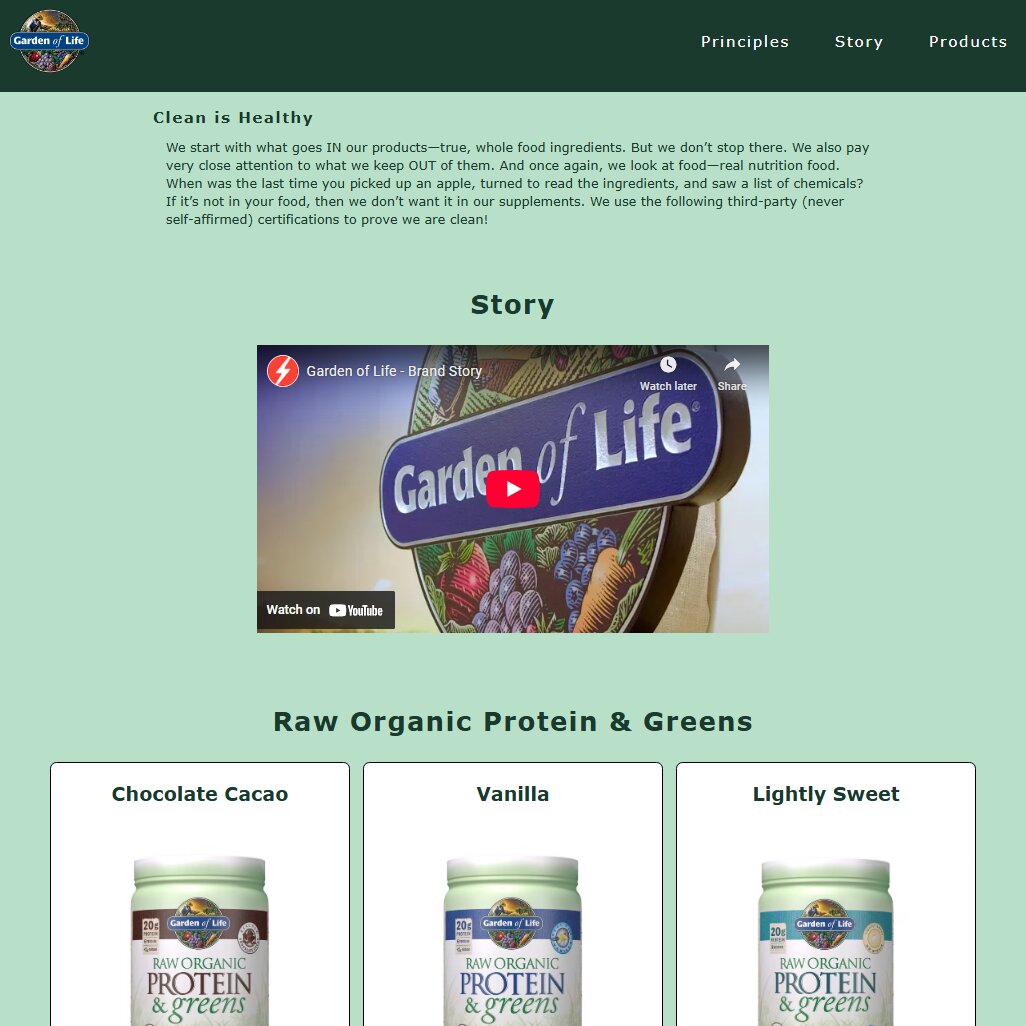 Garden of Life
Principles Story Products
Clean is Healthy
We start with what goes IN our products—true, whole food ingredients. But we don’t stop there. We also pay
very close attention to what we keep OUT of them. And once again, we look at food—real nutrition food.
When was the last time you picked up an apple, turned to read the ingredients, and saw a list of chemicals?
If it’s not in your food, then we don’t want it in our supplements. We use the following third-party (never
self-affirmed) certifications to prove we are clean!
Story
Garden of Life - Brand Story
Watch later Share
Garden of Life®
Watch on YouTube
Raw Organic Protein & Greens
Chocolate Cacao
Garden of Life
20g
PROTEIN
RAW ORGANIC
PROTEIN
& greens
Vanilla
Garden of Life
20g
PROTEIN
RAW ORGANIC
PROTEIN
& greens
Lightly Sweet
Garden of Life
20g
PROTEIN
RAW ORGANIC
PROTEIN
& greens